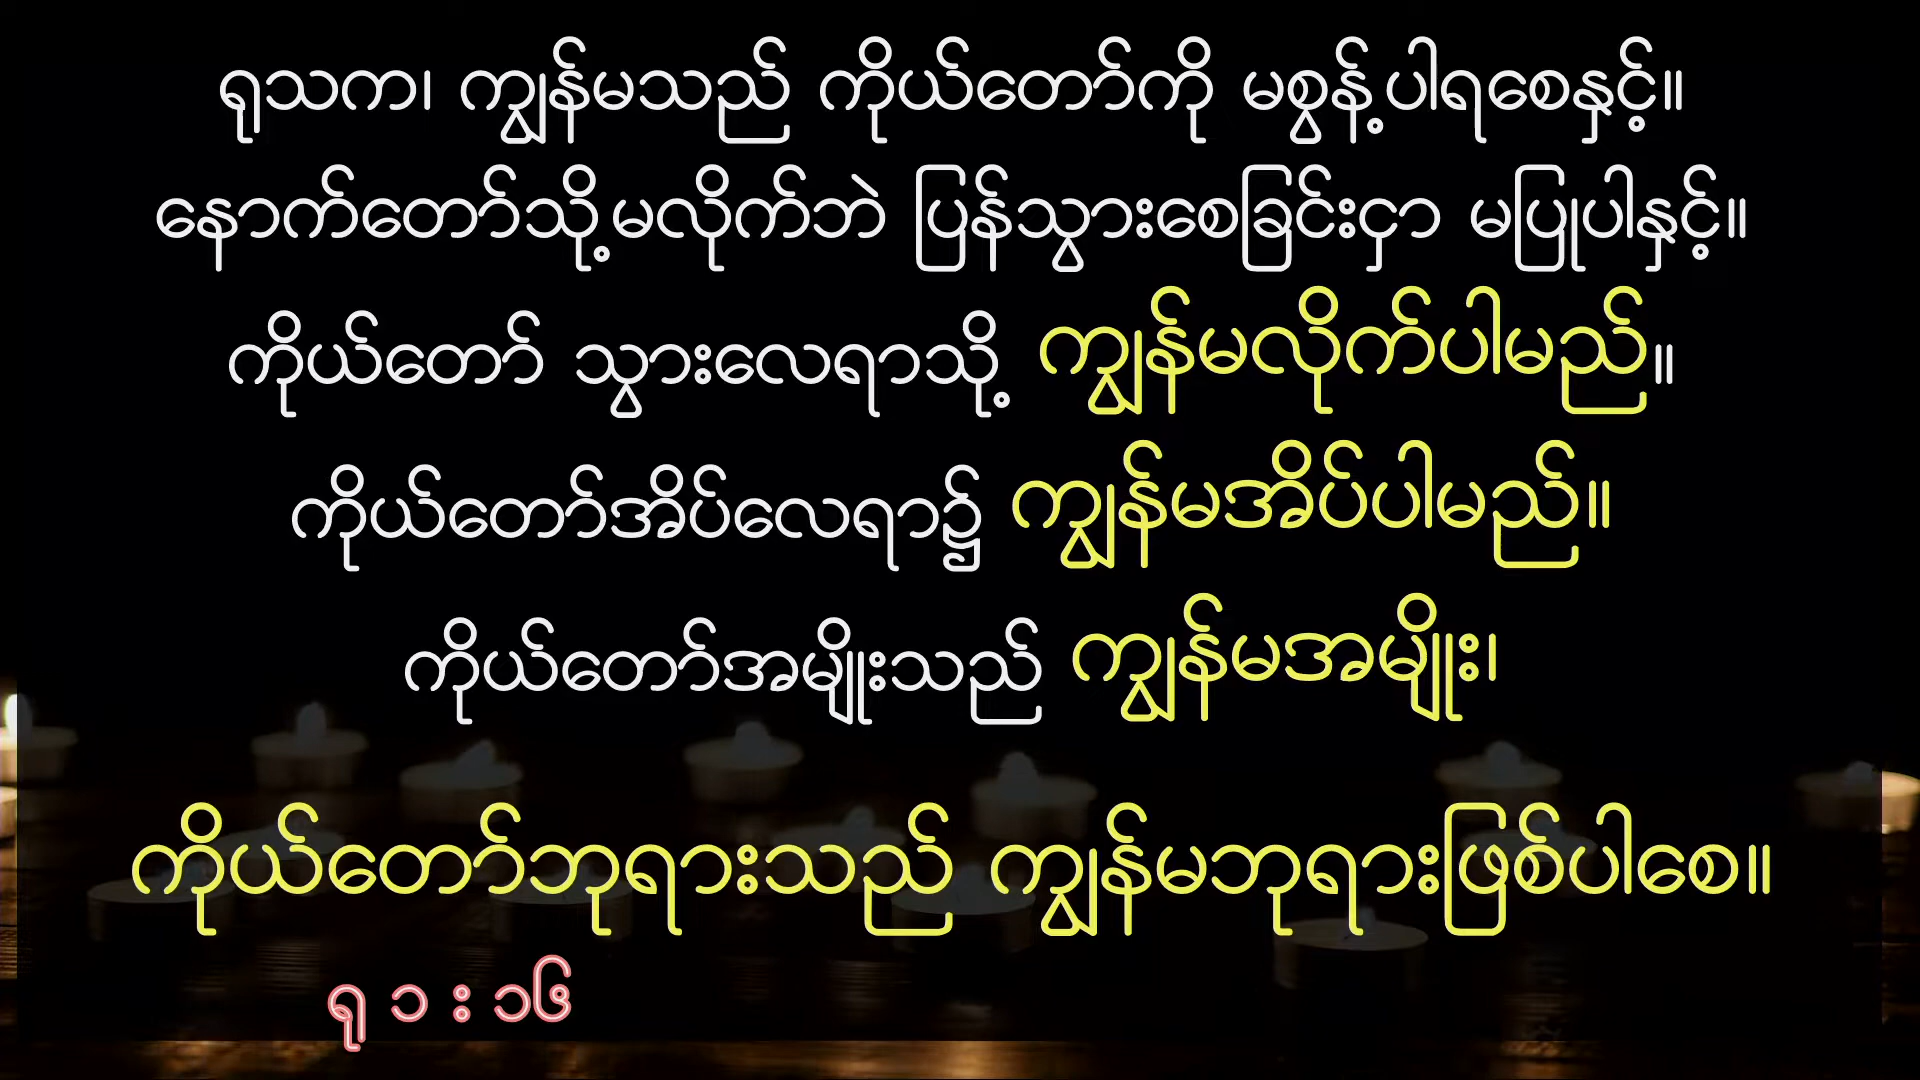 ရုသက၊ ကျွန်မသည် ကိုယ်တော်ကို မစွန့်ပါရစေနှင့်။
နောက်တော်သို့မလိုက်ဘဲ ပြန်သွားစေခြင်းငှာ မပြုပါနှင့်။
ကိုယ်တော် သွားလေရာသို့ ကျွန်မလိုက်ပါမည်။
ကိုယ်တော်အိပ်လေရာ၌ ကျွန်မအိပ်ပါမည်။
ကိုယ်တော်အမျိုးသည် ကျွန်မအမျိုး၊
ကိုယ်တော်ဘုရားသည် ကျွန်မဘုရားဖြစ်ပါစေ။
ရု ၁ း ၁၆